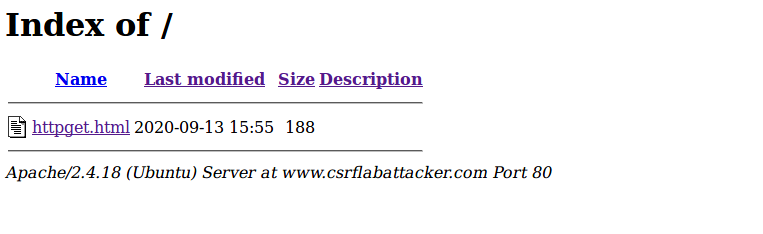 Index of /
Name Last modified Size Description
httpget.html 2020-09-13 15:55 188
Apache/2.4.18 (Ubuntu) Server at www.csrflabattacker.com Port 80